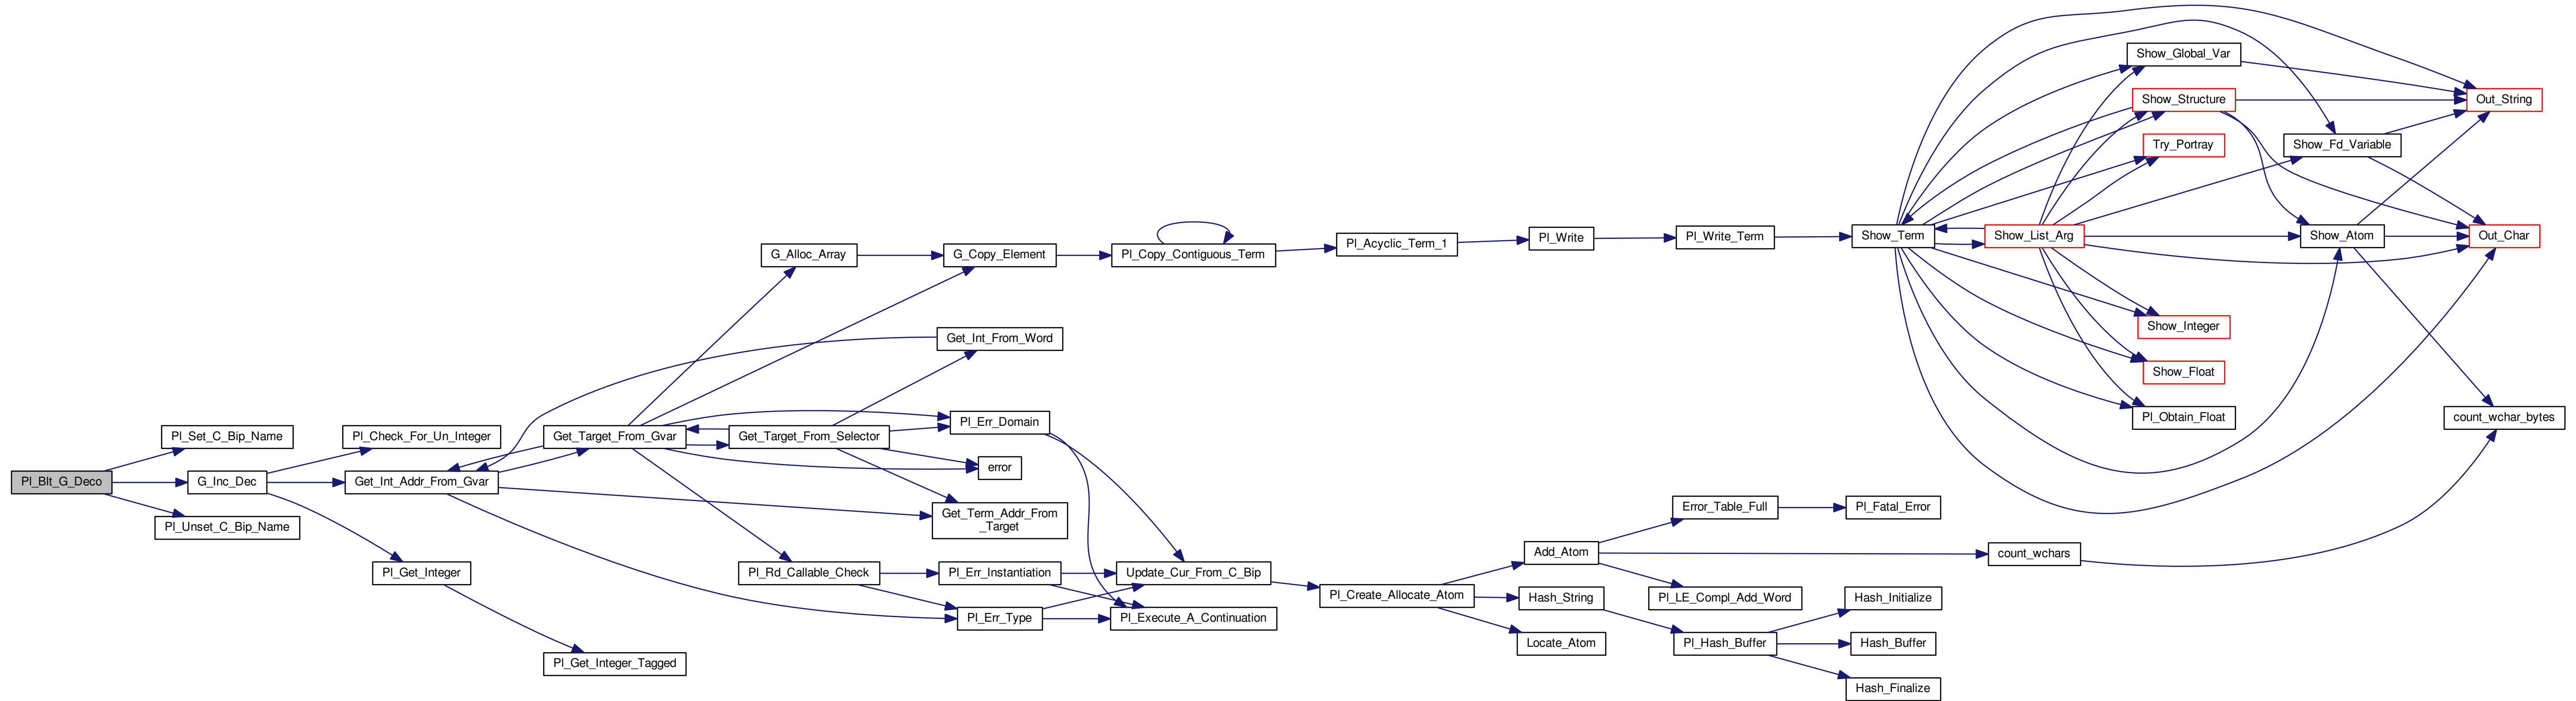 Pl_Blt_G_Deco
Pl_Set_C_Bip_Name
G_Inc_Dec
Pl_Unset_C_Bip_Name
Pl_Check_For_Un_Integer
Get_Int_Addr_From_Gvar
Pl_Get_Integer
Get_Target_From_Gvar
Pl_Get_Integer_Tagged
G_Alloc_Array
Get_Target_From_Selector
Pl_Rd_Callable_Check
G_Copy_Element
Get_Int_From_Word
Pl_Err_Domain
error
Get_Term_Addr_From
_Target
Pl_Err_Instantiation
Pl_Err_Type
Pl_Copy_Contiguous_Term
Update_Cur_From_C_Bip
Pl_Execute_A_Continuation
Pl_Acyclic_Term_1
Pl_Create_Allocate_Atom
Pl_Write
Add_Atom
Hash_String
Locate_Atom
Pl_Write_Term
Error_Table_Full
Pl_LE_Compl_Add_Word
Pl_Hash_Buffer
Show_Term
Pl_Fatal_Error
Hash_Initialize
Hash_Buffer
Hash_Finalize
Show_List_Arg
count_wchars
Show_Global_Var
Show_Structure
Try_Portray
Show_Integer
Show_Float
Pl_Obtain_Float
Show_Fd_Variable
Show_Atom
Out_String
Out_Char
count_wchar_bytes